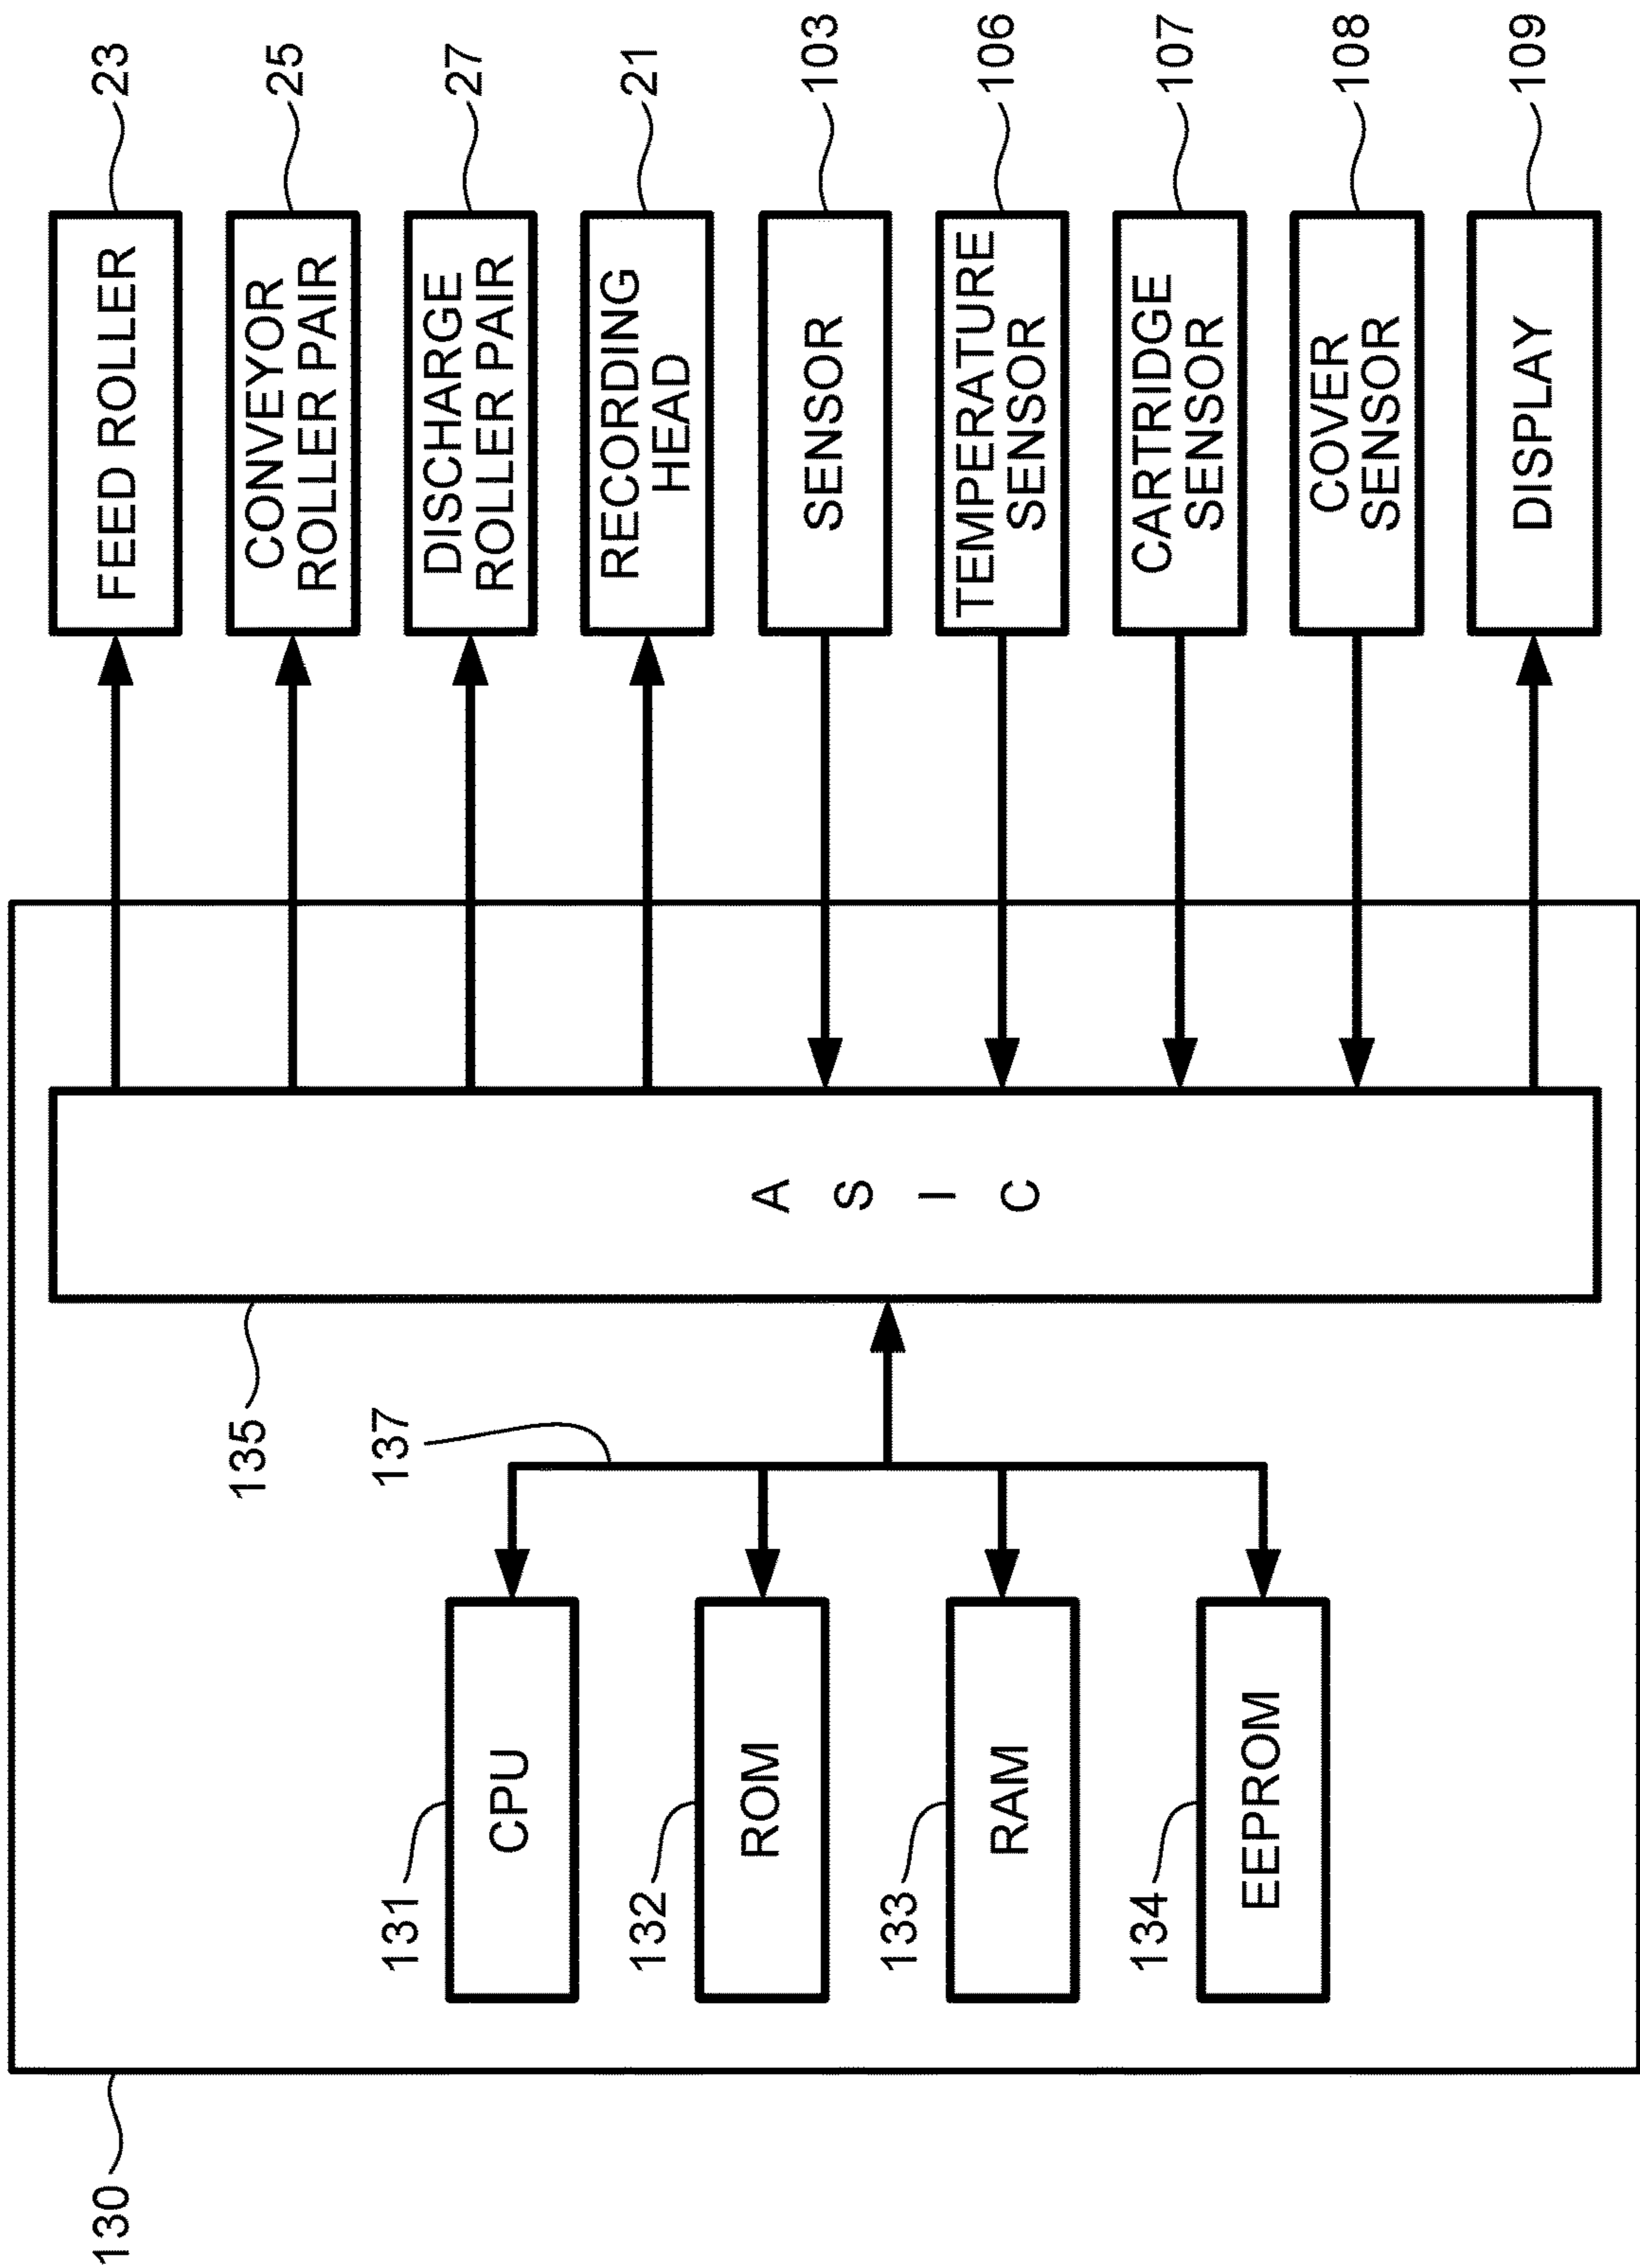 130
131
CPU
132
ROM
133
RAM
134
EEPROM
137
135
A S I C
FEED ROLLER
23
CONVEYOR
ROLLER PAIR
25
DISCHARGE
ROLLER PAIR
27
RECORDING
HEAD
21
SENSOR
103
TEMPERATURE
SENSOR
106
CARTRIDGE
SENSOR
107
COVER
SENSOR
108
DISPLAY
109